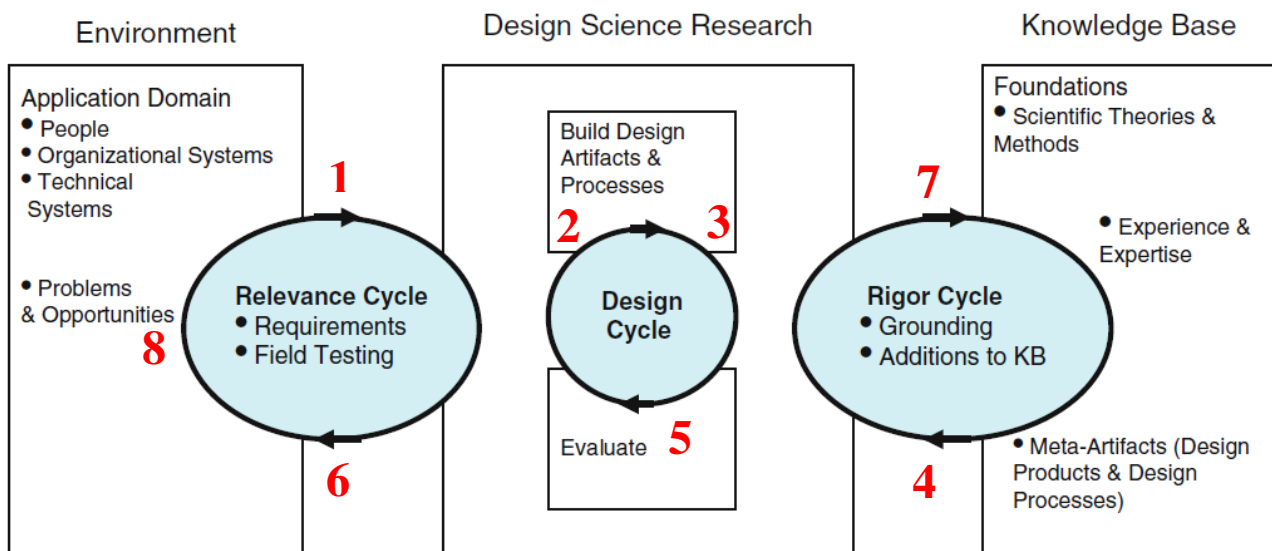 Environment
Design Science Research
Knowledge Base
Application Domain
• People
• Organizational Systems
• Technical
Systems
• Problems
& Opportunities
8
1
Relevance Cycle
• Requirements
• Field Testing
6
Build Design
Artifacts &
Processes
2
3
Design
Cycle
Evaluate
5
7
Rigor Cycle
• Grounding
• Additions to KB
4
Foundations
• Scientific Theories &
Methods
• Experience &
Expertise
• Meta-Artifacts (Design
Products & Design
Processes)